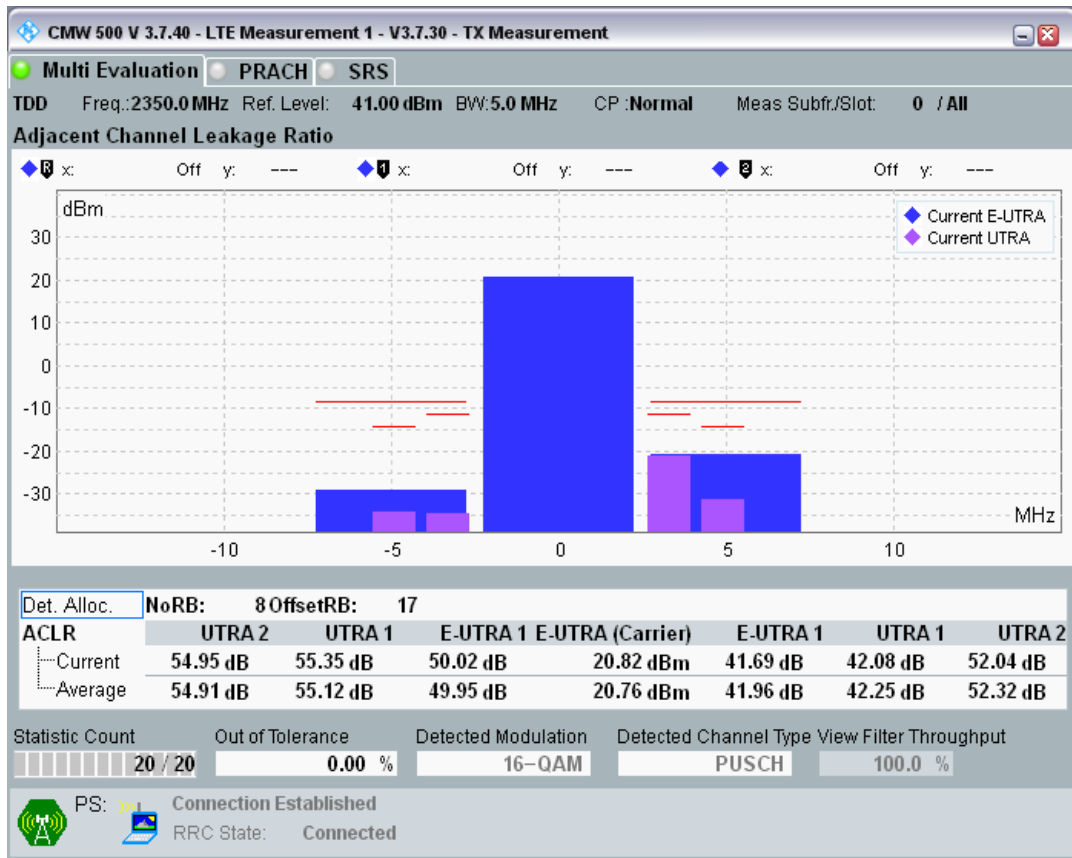 CMW 500 V 3.7.40 - LTE Measurement 1 - V3.7.30 - TX Measurement
Multi Evaluation PRACH SRS
TDD Freq.:2350.0 MHz Ref. Level: 41.00 dBm BW:5.0 MHz CP :Normal Meas Subfr./Slot: 0 / All
Adjacent Channel Leakage Ratio
R x: Off y: --- 1 x: Off y: --- 2 x: Off y: ---
dBm
Current E-UTRA
Current UTRA
30
20
10
0
-10
-20
-30
MHz
-10 -5 0 5 10
Det. Alloc. NoRB: 8 OffsetRB: 17
ACLR UTRA 2 UTRA 1 E-UTRA 1 E-UTRA (Carrier) E-UTRA 1 UTRA 1 UTRA 2
Current 54.95 dB 55.35 dB 50.02 dB 20.82 dBm 41.69 dB 42.08 dB 52.04 dB
Average 54.91 dB 55.12 dB 49.95 dB 20.76 dBm 41.96 dB 42.25 dB 52.32 dB
Statistic Count Out of Tolerance Detected Modulation Detected Channel Type View Filter Throughput
20 / 20 0.00 % 16-QAM PUSCH 100.0 %
PS: Connection Established
RRC State: Connected